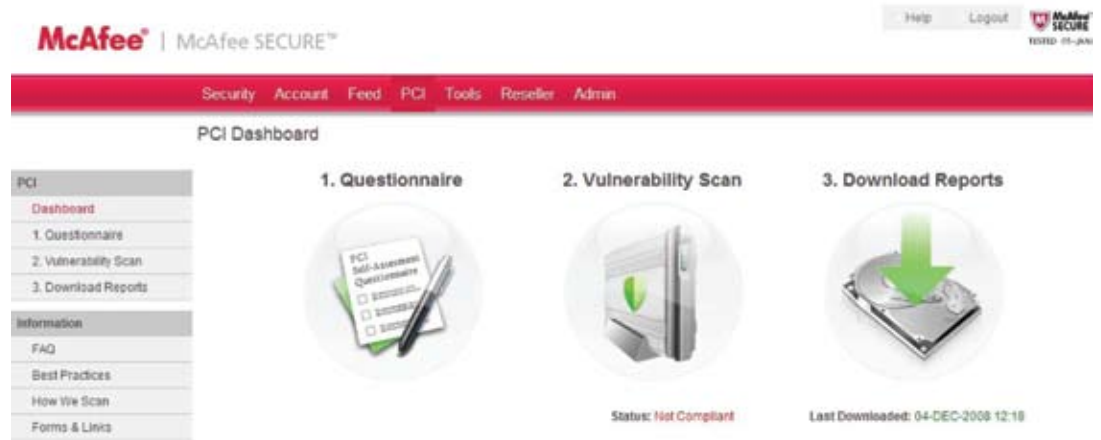 Help Logout McAfee SECURE
McAfee® | McAfee SECURE™
TESTED 05-JAN
Security Account Feed PCI Tools Reseller Admin
PCI Dashboard
PCI
Dashboard
1. Questionnaire
2. Vulnerability Scan
3. Download Reports
Information
FAQ
Best Practices
How We Scan
Forms & Links
1. Questionnaire
PCI
Self-Assessment
Questionnaire
2. Vulnerability Scan
Status: Not Compliant
3. Download Reports
Last Downloaded: 04-DEC-2008 12:18